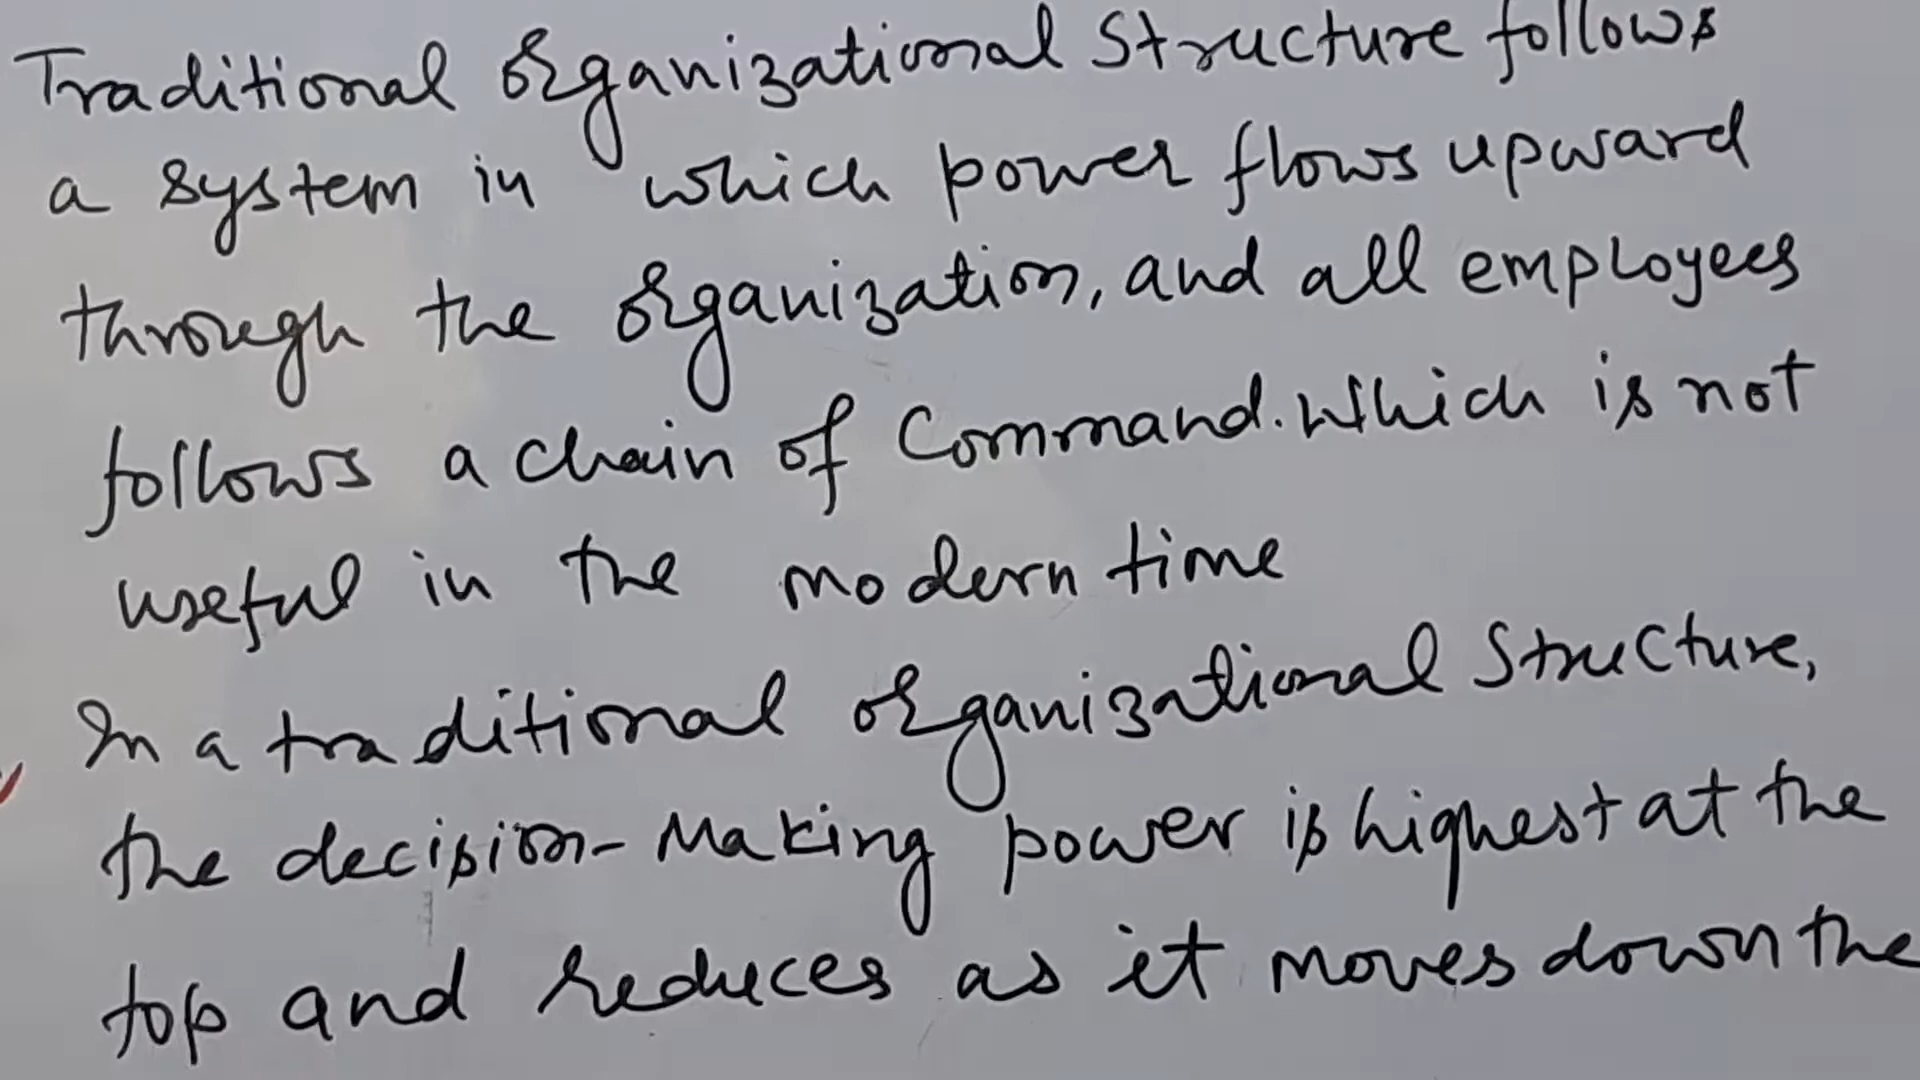 Traditional organizational Structure follows
a system in which power flows upward
through the organization, and all employees
follows a chain of Command. Which is not
useful in the modern time
In a traditional organizational Structure,
the decision-Making power is highest at the
top and reduces as it moves down the